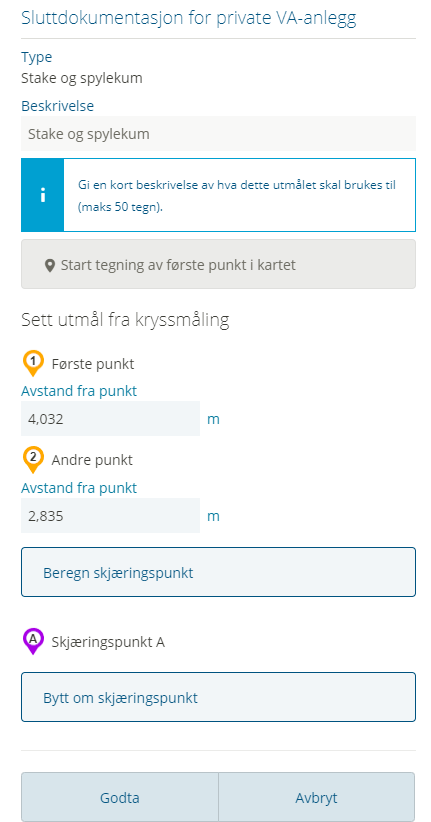 Sluttdokumentasjon for private VA-anlegg
Type
Stake og spylekum
Beskrivelse
Stake og spylekum
i
Gi en kort beskrivelse av hva dette utmålet skal brukes til
(maks 50 tegn).
Start tegning av første punkt i kartet
Sett utmål fra kryssmåling
1 Første punkt
Avstand fra punkt
4,032 m
2 Andre punkt
Avstand fra punkt
2,835 m
Beregn skjæringspunkt
A Skjæringspunkt A
Bytt om skjæringspunkt
Godta Avbryt